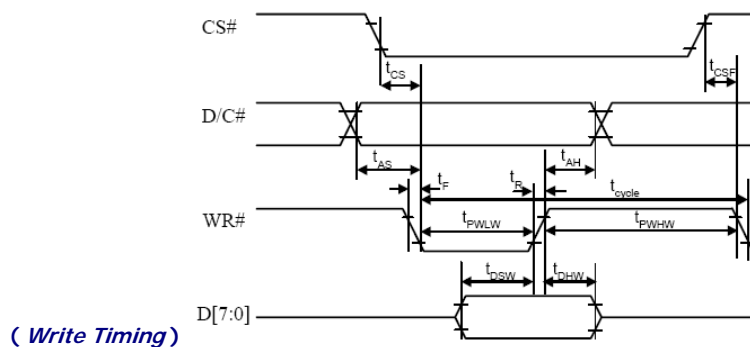 CS#
tCS
tCSF
D/C#
tAS
tAH
tF
tR
tcycle
WR#
tPWLW
tPWHW
tDSW
tDHW
D[7:0]
( Write Timing)